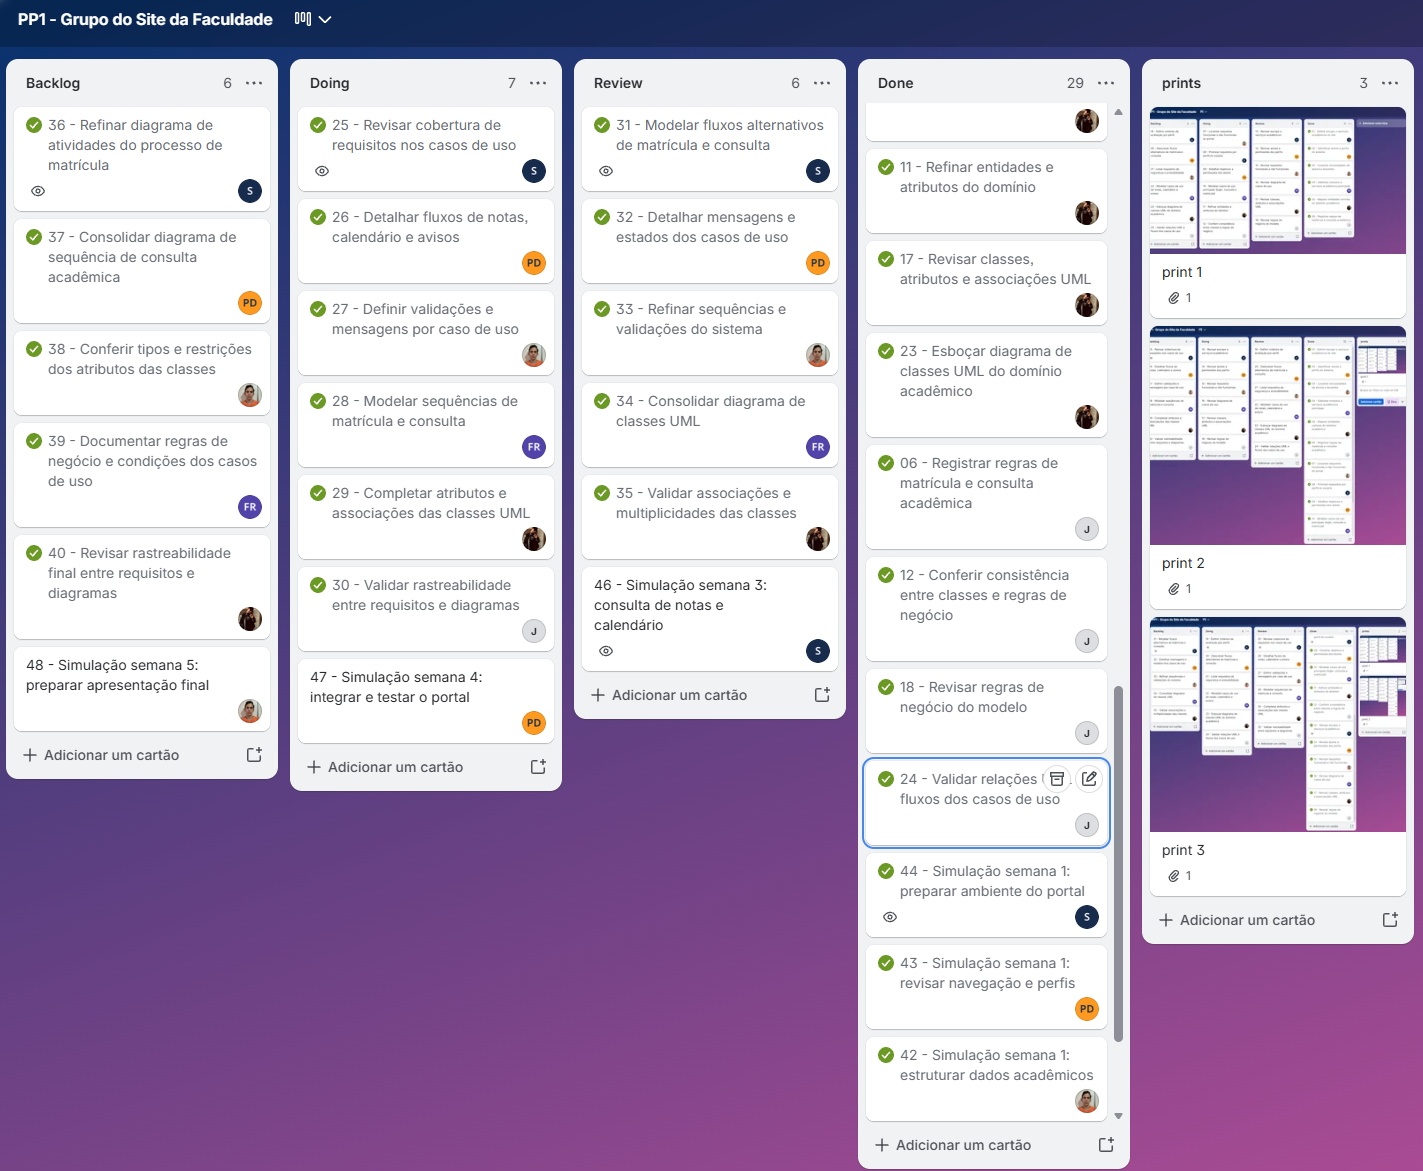 PP1 - Grupo do Site da Faculdade
Backlog 6
36 - Refinar diagrama de
atividades do processo de
matrícula
S
37 - Consolidar diagrama de
sequência de consulta
acadêmica
PD
38 - Conferir tipos e restrições
dos atributos das classes
39 - Documentar regras de
negócio e condições dos casos
de uso
FR
40 - Revisar rastreabilidade
final entre requisitos e
diagramas
48 - Simulação semana 5:
preparar apresentação final
Adicionar um cartão
Doing 7
25 - Revisar cobertura de
requisitos nos casos de uso
S
26 - Detalhar fluxos de notas,
calendário e avisos
PD
27 - Definir validações e
mensagens por caso de uso
28 - Modelar sequências de
matrícula e consulta
FR
29 - Completar atributos e
associações das classes UML
30 - Validar rastreabilidade
entre requisitos e diagramas
J
47 - Simulação semana 4:
integrar e testar o portal
PD
Adicionar um cartão
Review 6
31 - Modelar fluxos alternativos
de matrícula e consulta
S
32 - Detalhar mensagens e
estados dos casos de uso
PD
33 - Refinar sequências e
validações do sistema
34 - Consolidar diagrama de
classes UML
FR
35 - Validar associações e
multiplicidades das classes
46 - Simulação semana 3:
consulta de notas e
calendário
S
Adicionar um cartão
Done 29
11 - Refinar entidades e
atributos do domínio
17 - Revisar classes,
atributos e associações UML
23 - Esboçar diagrama de
classes UML do domínio
acadêmico
06 - Registrar regras de
matrícula e consulta
acadêmica
J
12 - Conferir consistência
entre classes e regras de
negócio
J
18 - Revisar regras de
negócio do modelo
J
24 - Validar relações
fluxos dos casos de uso
J
44 - Simulação semana 1:
preparar ambiente do portal
S
43 - Simulação semana 1:
revisar navegação e perfis
PD
42 - Simulação semana 1:
estruturar dados acadêmicos
Adicionar um cartão
prints 3
print 1
1
print 2
1
print 3
1
Adicionar um cartão